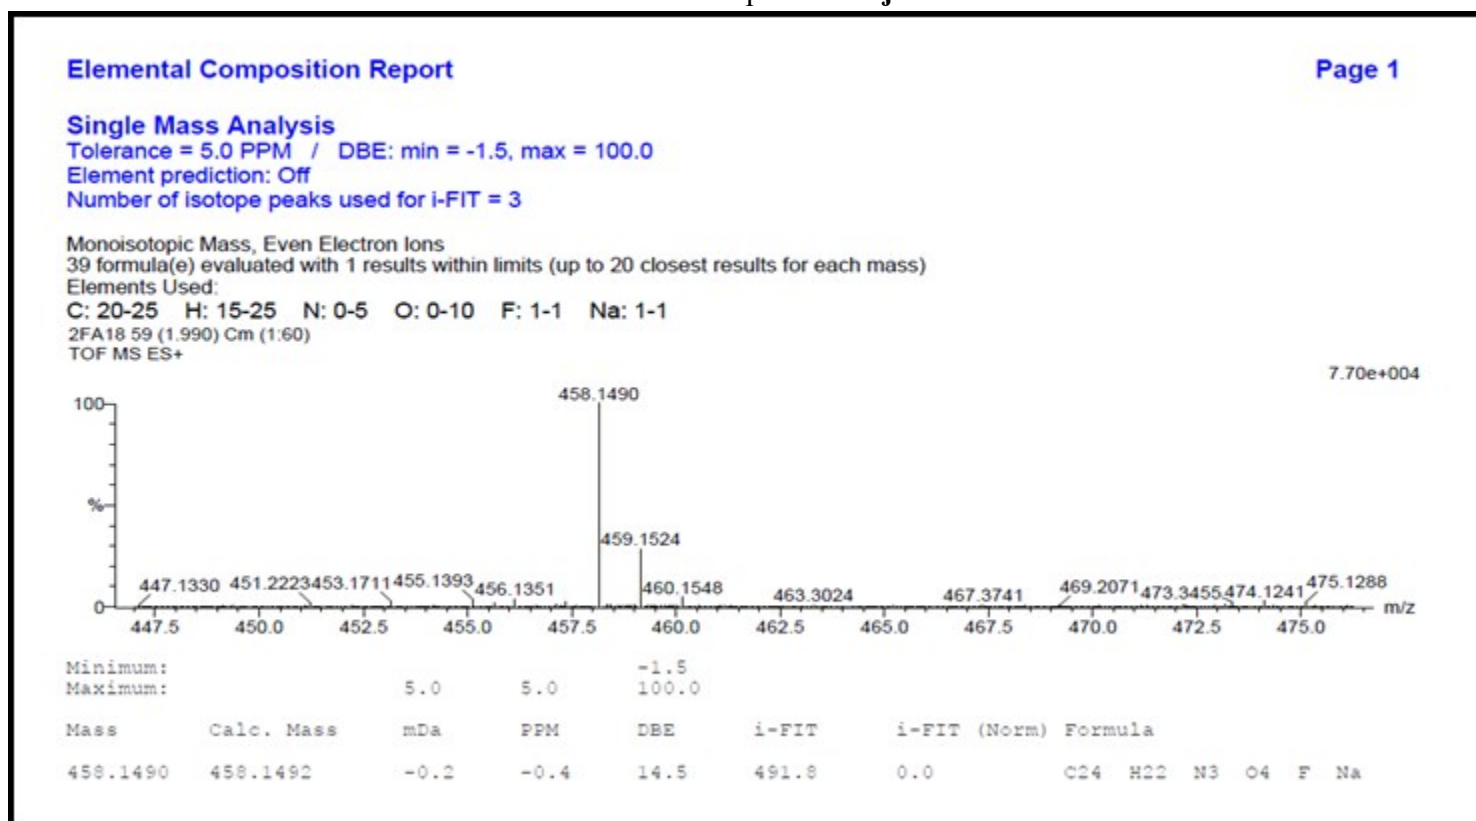 Elemental Composition Report Page 1
Single Mass Analysis
Tolerance = 5.0 PPM / DBE: min = -1.5, max = 100.0
Element prediction: Off
Number of isotope peaks used for i-FIT = 3
Monoisotopic Mass, Even Electron Ions
39 formula(e) evaluated with 1 results within limits (up to 20 closest results for each mass)
Elements Used:
C: 20-25 H: 15-25 N: 0-5 O: 0-10 F: 1-1 Na: 1-1
2FA18 59 (1.990) Cm (1:60)
TOF MS ES+
7.70e+004
100
458.1490
%
459.1524
447.1330 451.2223 453.1711 455.1393 456.1351 460.1548 463.3024 467.3741 469.2071 473.3455 474.1241 475.1288
0
m/z
447.5 450.0 452.5 455.0 457.5 460.0 462.5 465.0 467.5 470.0 472.5 475.0
Minimum: -1.5
Maximum: 5.0 5.0 100.0
Mass Calc. Mass mDa PPM DBE i-FIT i-FIT (Norm) Formula
458.1490 458.1492 -0.2 -0.4 14.5 491.8 0.0 C24 H22 N3 O4 F Na